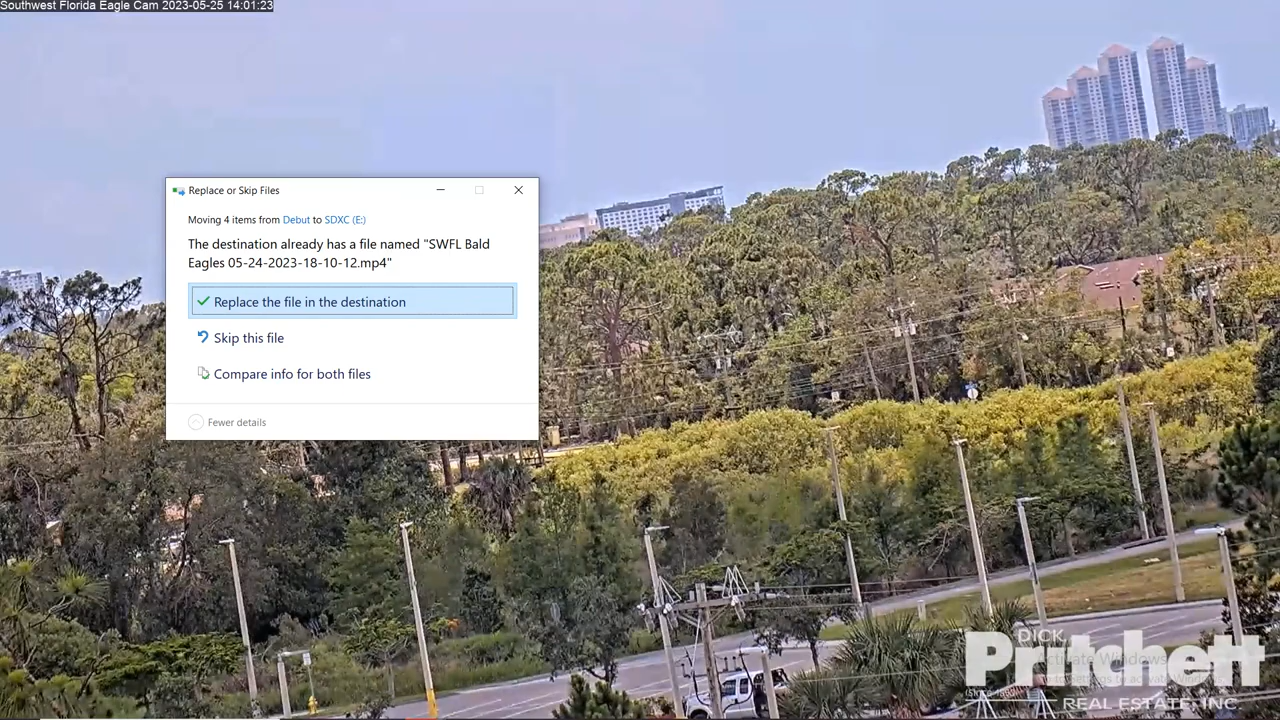 Southwest Florida Eagle Cam 2023-05-25 14:01:23
Replace or Skip Files
Moving 4 items from Debut to SDXC (E:)
The destination already has a file named "SWFL Bald
Eagles 05-24-2023-18-10-12.mp4"
Replace the file in the destination
Skip this file
Compare info for both files
Fewer details
DICK
Pritchett
Activate Windows
REAL ESTATE, INC